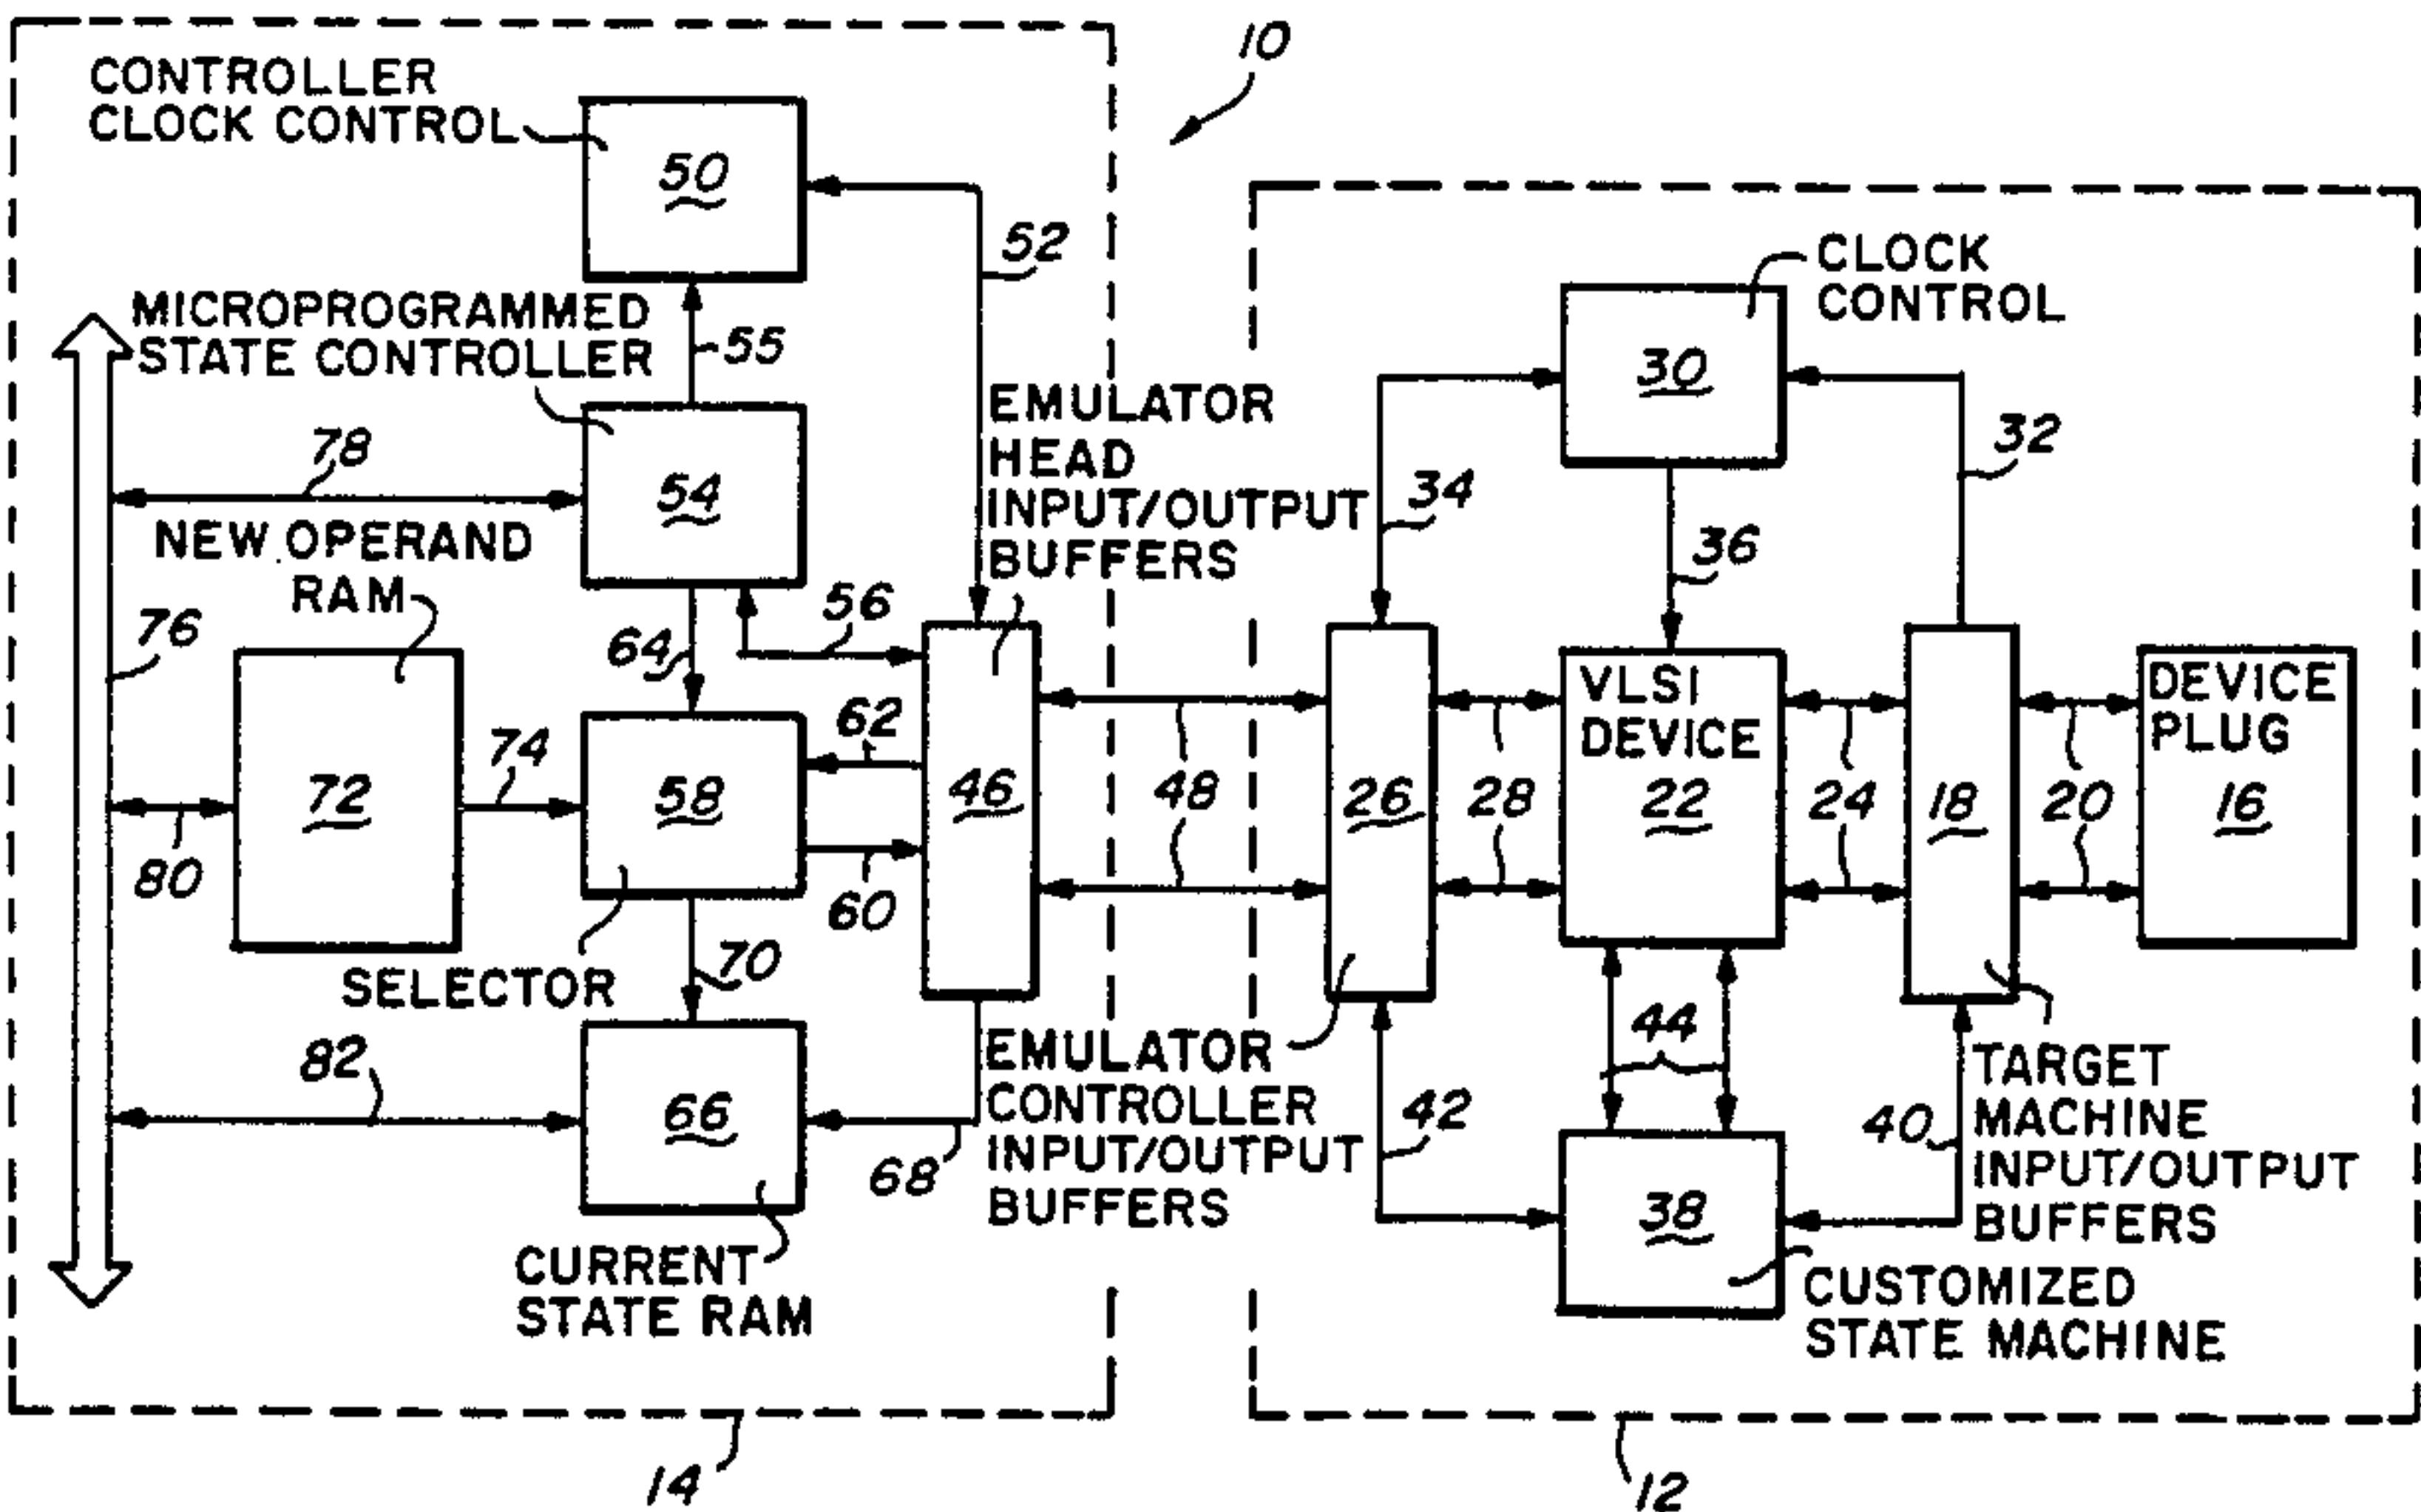 10
CONTROLLER
CLOCK CONTROL
50
52
CLOCK
CONTROL
30
32
34
36
MICROPROGRAMMED
STATE CONTROLLER
55
54
78
EMULATOR
HEAD
INPUT/OUTPUT
BUFFERS
NEW OPERAND
RAM
76
56
64
62
74
72
58
46
48
26
28
VLSI
DEVICE
22
24
18
20
DEVICE
PLUG
16
80
60
SELECTOR
70
44
82
66
68
EMULATOR
CONTROLLER
INPUT/OUTPUT
BUFFERS
42
38
40
TARGET
MACHINE
INPUT/OUTPUT
BUFFERS
CURRENT
STATE RAM
CUSTOMIZED
STATE MACHINE
14
12